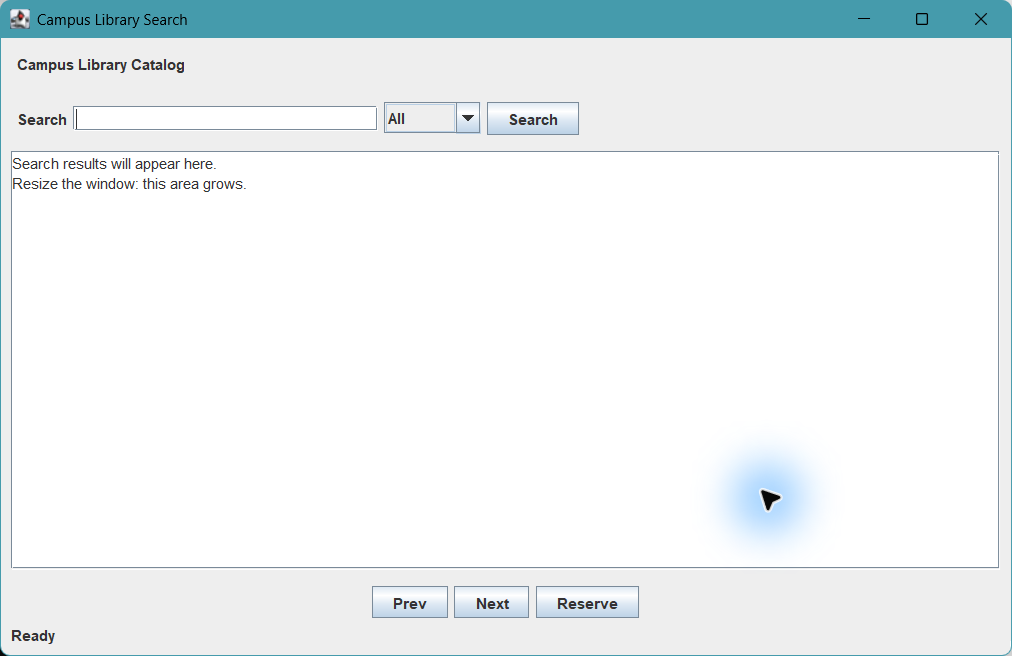 Campus Library Search
Campus Library Catalog
Search All Search
Search results will appear here.
Resize the window: this area grows.
Prev Next Reserve
Ready